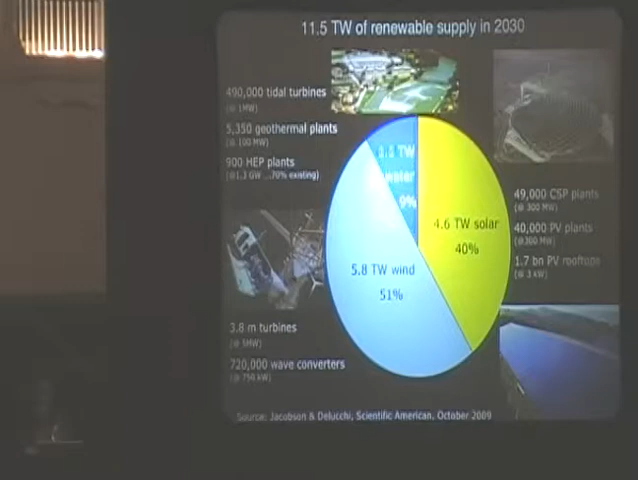 11.5 TW of renewable supply in 2030
490,000 tidal turbines
(@ 1MW)
5,350 geothermal plants
(@ 100 MW)
900 HEP plants
(@1.3 GW ...70% existing)
1.1 TW
water
9%
4.6 TW solar
40%
49,000 CSP plants
(@ 300 MW)
40,000 PV plants
(@300 MW)
1.7 bn PV rooftops
(@ 3 kW)
5.8 TW wind
51%
3.8 m turbines
(@ 5MW)
720,000 wave converters
(@ 750 kW)
Source: Jacobson & Delucchi, Scientific American, October 2009